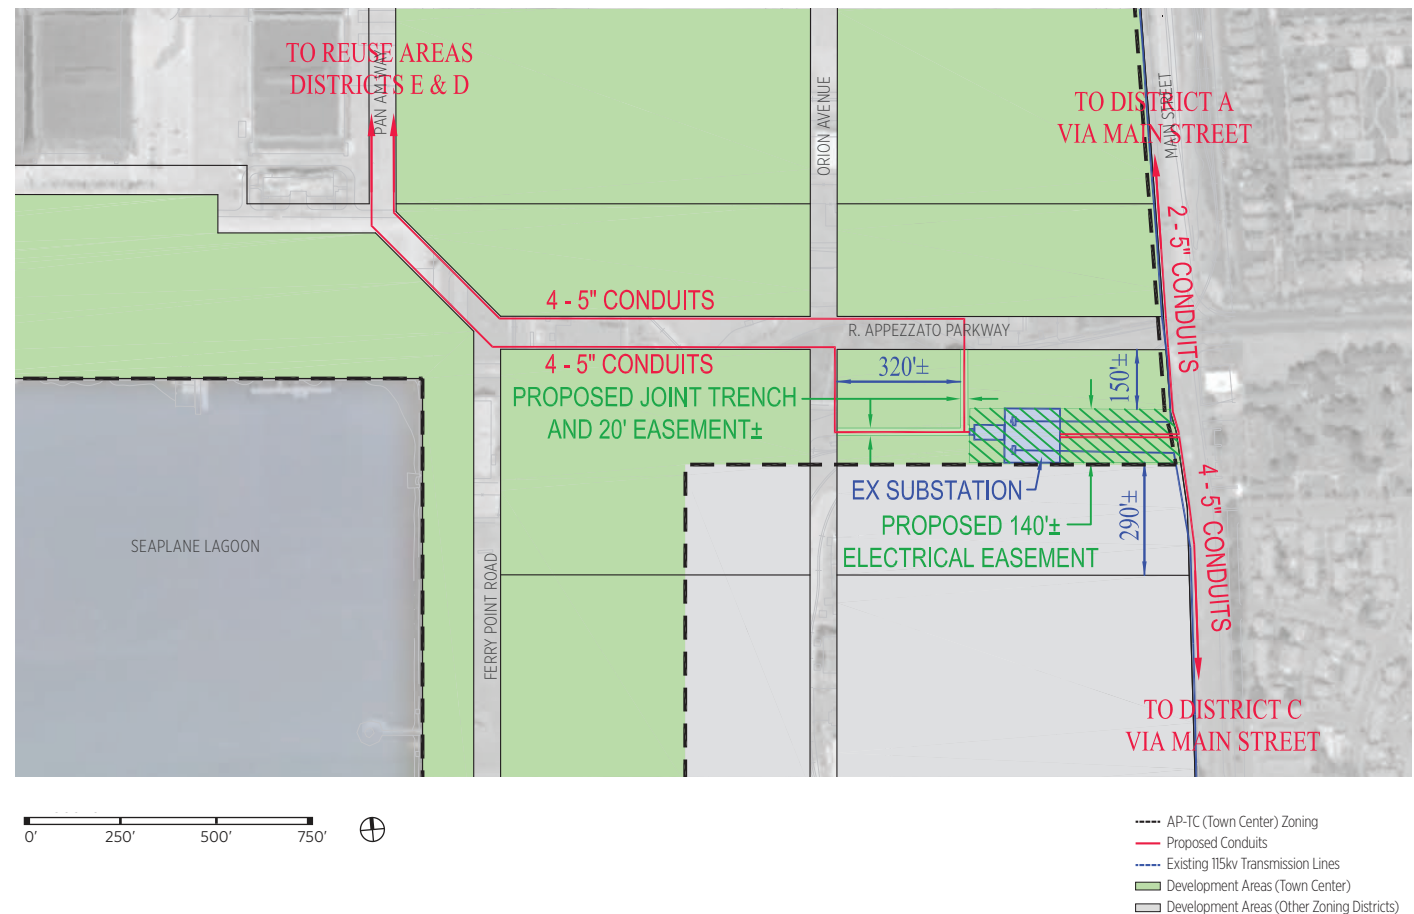 TO REUSE AREAS
DISTRICTS E & D
PAN AM WAY
ORION AVENUE
MAIN STREET
TO DISTRICT A
VIA MAIN STREET
2 - 5" CONDUITS
4 - 5" CONDUITS
R. APPEZZATO PARKWAY
4 - 5" CONDUITS
320'±
150'±
PROPOSED JOINT TRENCH
AND 20' EASEMENT±
EX SUBSTATION
PROPOSED 140'±
ELECTRICAL EASEMENT
290'±
4 - 5" CONDUITS
SEAPLANE LAGOON
FERRY POINT ROAD
TO DISTRICT C
VIA MAIN STREET
0' 250' 500' 750'
AP-TC (Town Center) Zoning
Proposed Conduits
Existing 115kv Transmission Lines
Development Areas (Town Center)
Development Areas (Other Zoning Districts)